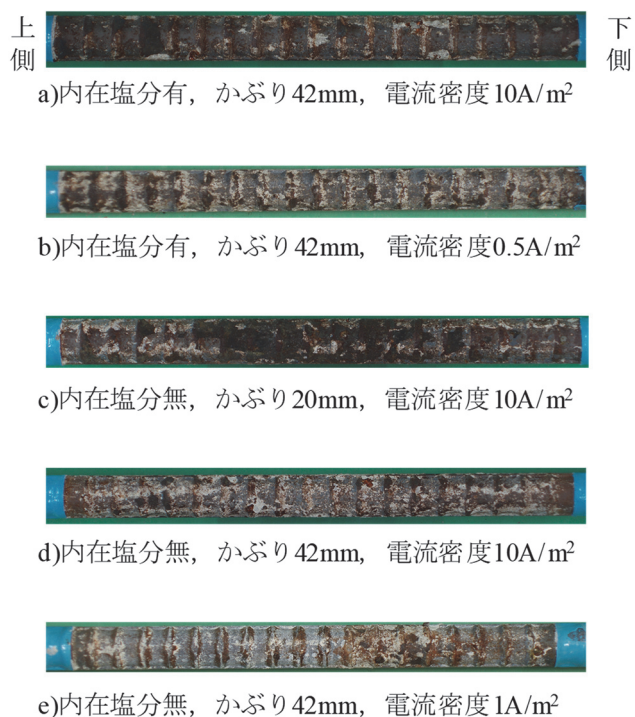 上側
下側
a)内在塩分有，かぶり42mm，電流密度10A/m²
b)内在塩分有，かぶり42mm，電流密度0.5A/m²
c)内在塩分無，かぶり20mm，電流密度10A/m²
d)内在塩分無，かぶり42mm，電流密度10A/m²
e)内在塩分無，かぶり42mm，電流密度1A/m²